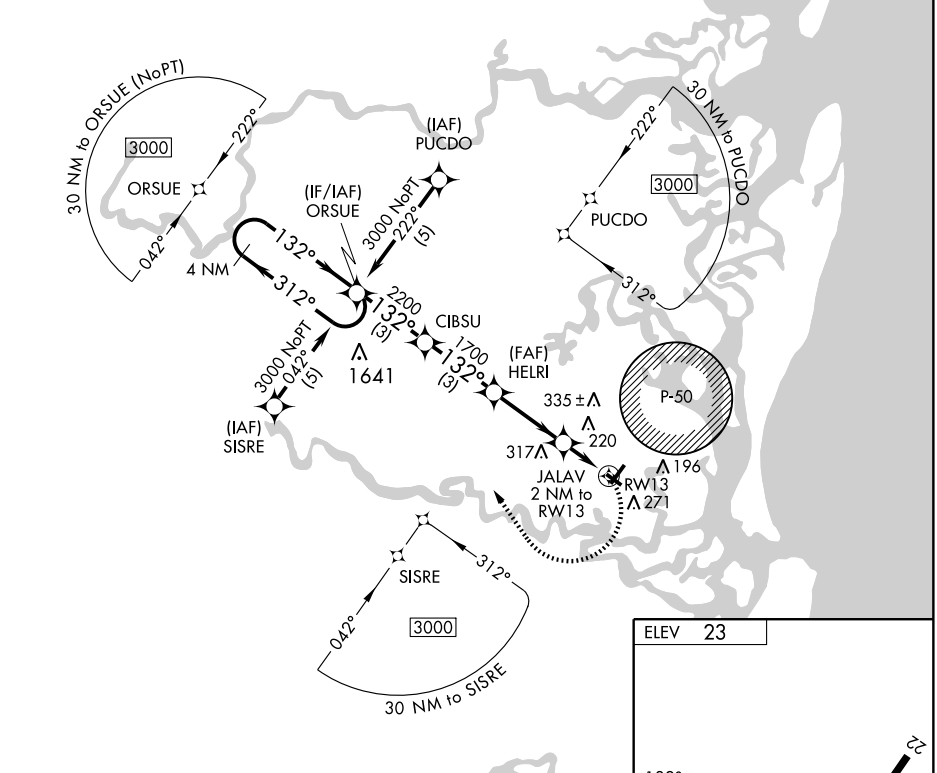 30 NM to ORSUE (NoPT)
3000
222°
ORSUE
042°
(IAF)
PUCDO
3000 NoPT
222°
(5)
(IF/IAF)
ORSUE
132°
4 NM
312°
2200
132°
(3)
CIBSU
1700
132°
(3)
(FAF)
HELRI
3000 NoPT
042°
(5)
(IAF)
SISRE
1641
30 NM to PUCDO
222°
3000
PUCDO
312°
P-50
335 ±
220
317
JALAV
2 NM to
RW13
RW13
196
271
312°
SISRE
042°
3000
30 NM to SISRE
ELEV 23
22